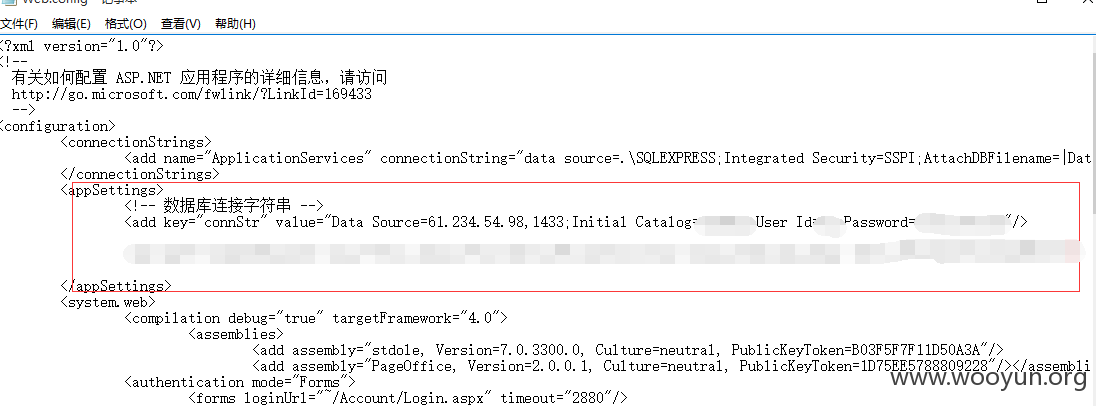 Web.config - 记事本
文件(F) 编辑(E) 格式(O) 查看(V) 帮助(H)
<?xml version="1.0"?>
<!--
有关如何配置 ASP.NET 应用程序的详细信息，请访问
http://go.microsoft.com/fwlink/?LinkId=169433
-->
<configuration>
<connectionStrings>
<add name="ApplicationServices" connectionString="data source=.\SQLEXPRESS;Integrated Security=SSPI;AttachDBFilename=|Dat
</connectionStrings>
<appSettings>
<!-- 数据库连接字符串 -->
<add key="connStr" value="Data Source=61.234.54.98,1433;Initial Catalog= User Id= Password= "/>
</appSettings>
<system.web>
<compilation debug="true" targetFramework="4.0">
<assemblies>
<add assembly="stdole, Version=7.0.3300.0, Culture=neutral, PublicKeyToken=B03F5F7F11D50A3A"/>
<add assembly="PageOffice, Version=2.0.0.1, Culture=neutral, PublicKeyToken=1D75EE5788809228"/></assembli
<authentication mode="Forms">
<forms loginUrl="~/Account/Login.aspx" timeout="2880"/>
www.wooyun.org